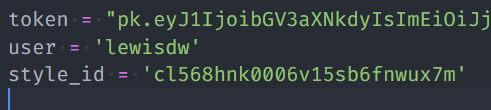 token = "pk.eyJ1IjoibGV3aXNkdyIsImEiOiJj
user = 'lewisdw'
style_id = 'cl568hnk0006v15sb6fnwux7m'